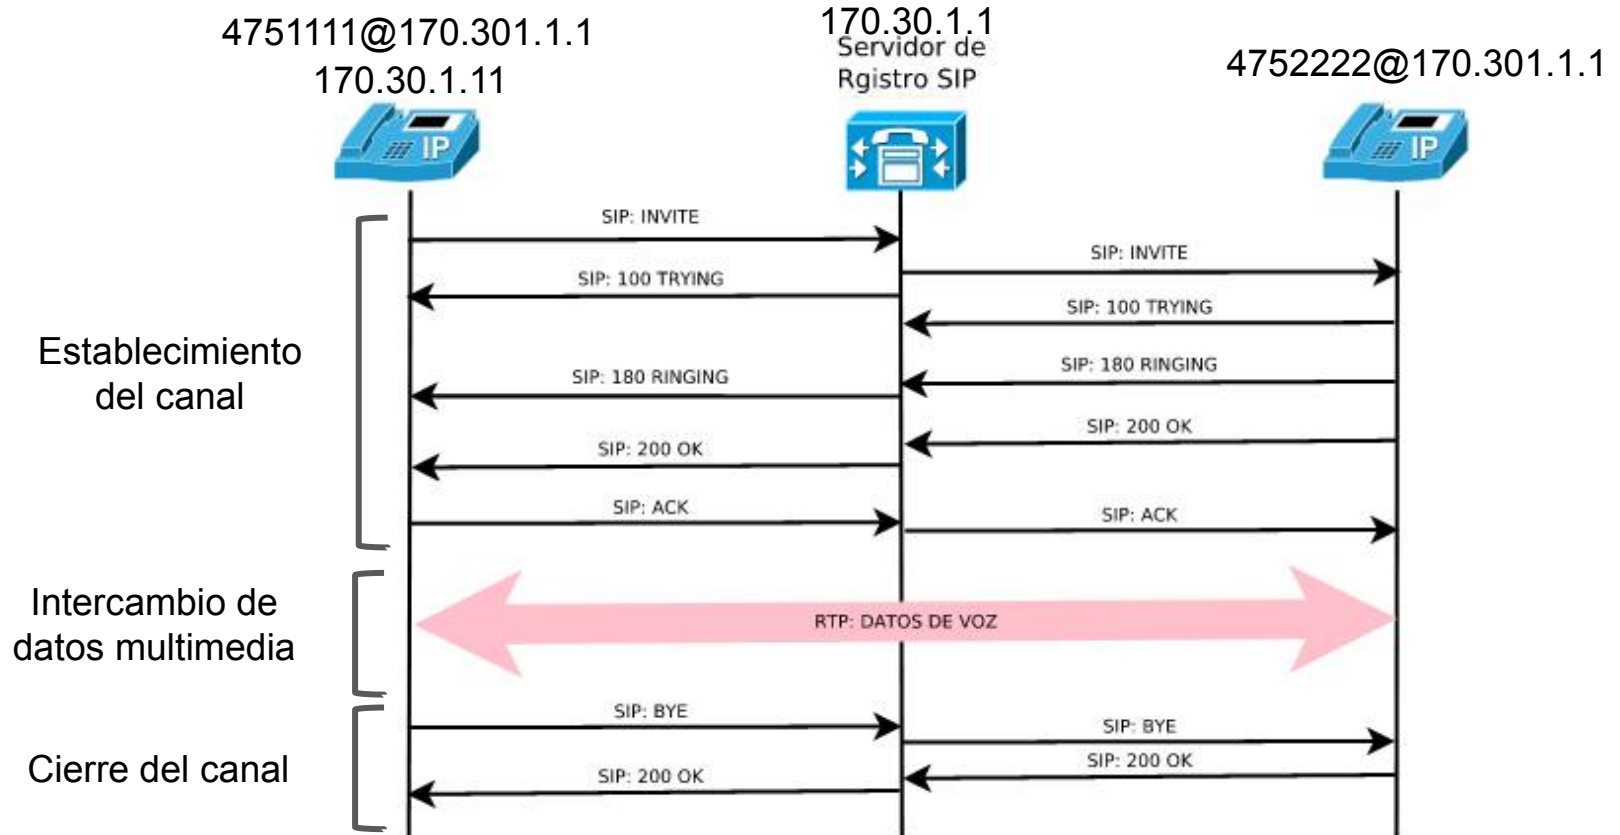 4751111@170.301.1.1
170.30.1.11
170.30.1.1
Servidor de
Rgistro SIP
4752222@170.301.1.1
IP
IP
SIP: INVITE
SIP: INVITE
SIP: 100 TRYING
SIP: 100 TRYING
Establecimiento
del canal
SIP: 180 RINGING
SIP: 180 RINGING
SIP: 200 OK
SIP: 200 OK
SIP: ACK
SIP: ACK
Intercambio de
datos multimedia
RTP: DATOS DE VOZ
SIP: BYE
SIP: BYE
Cierre del canal
SIP: 200 OK
SIP: 200 OK